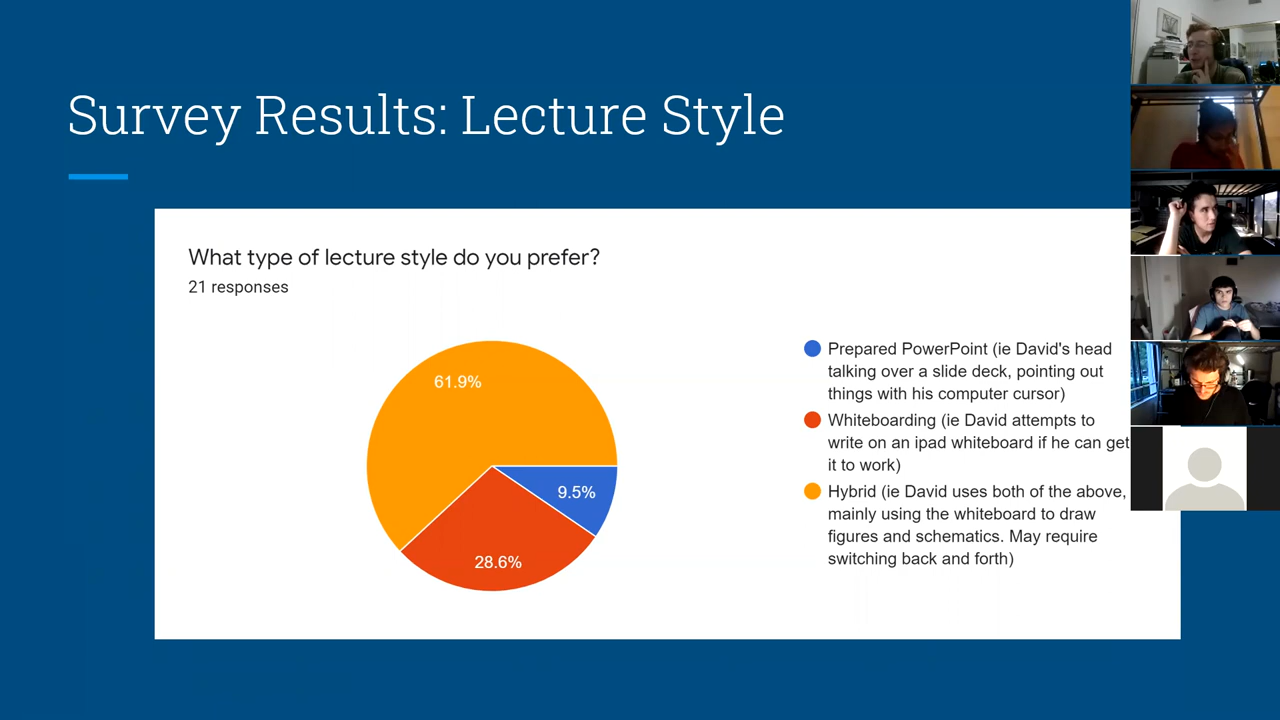 Survey Results: Lecture Style
What type of lecture style do you prefer?
21 responses
61.9%
9.5%
28.6%
Prepared PowerPoint (ie David's head
talking over a slide deck, pointing out
things with his computer cursor)
Whiteboarding (ie David attempts to
write on an ipad whiteboard if he can get
it to work)
Hybrid (ie David uses both of the above,
mainly using the whiteboard to draw
figures and schematics. May require
switching back and forth)